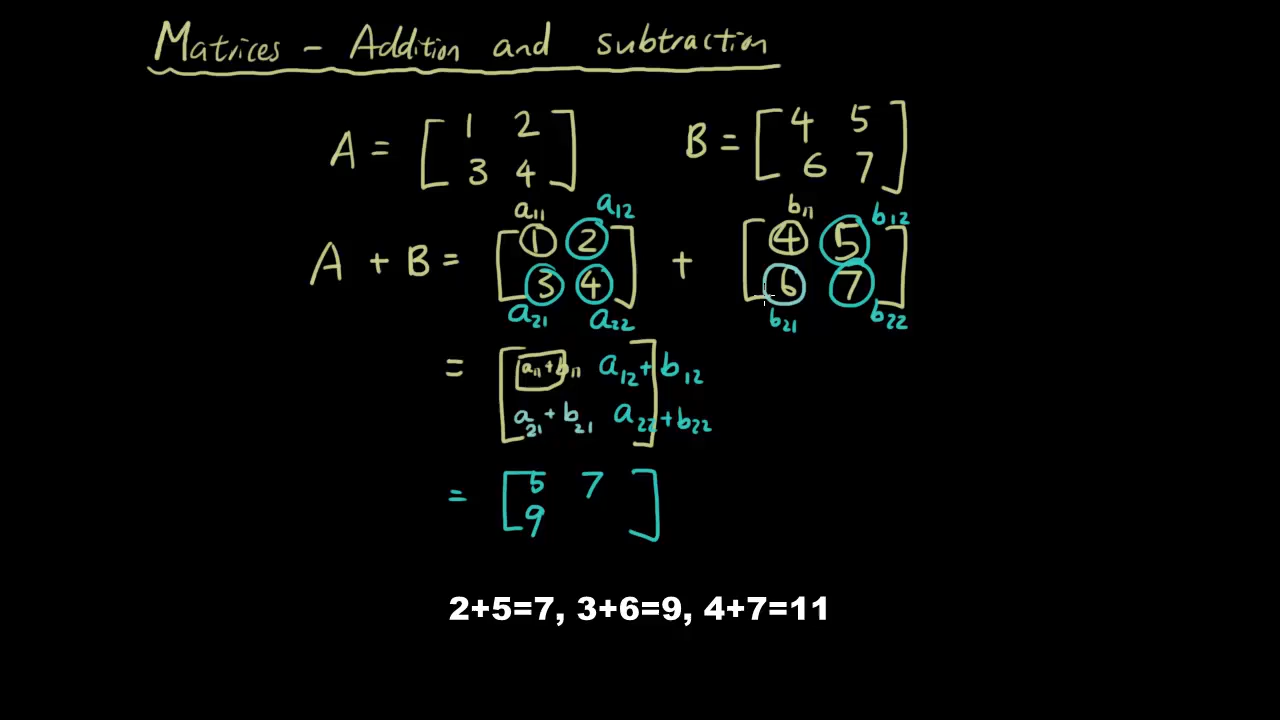 Matrices - Addition and subtraction
A = [ 1 2 B = [ 4 5
3 4 ] 6 7 ]
a11 a12 b11 b12
A + B = [ 1 2 + [ 4 5
3 4 ] 6 7 ]
a21 a22 b21 b22
= [ a11 + b11 a12 + b12
a21 + b21 a22 + b22 ]
= [ 5 7
9 ]
2+5=7, 3+6=9, 4+7=11